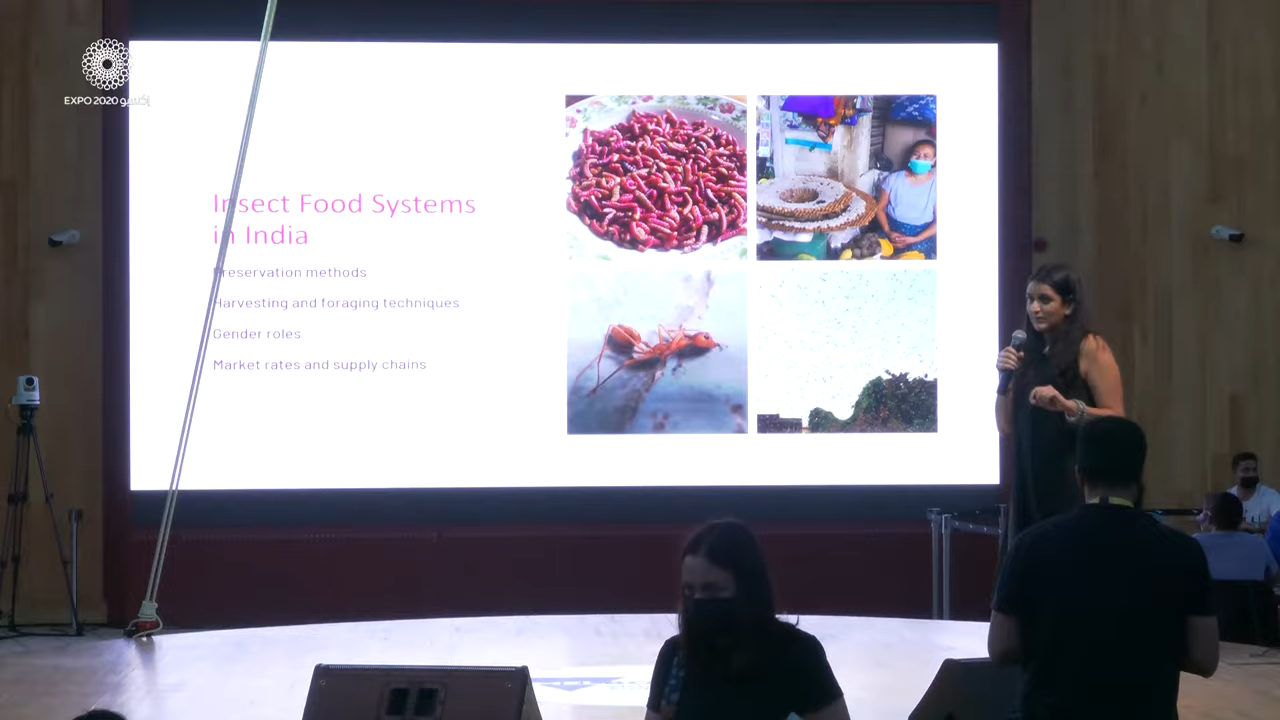 EXPO 2020 إكسبو
Insect Food Systems
in India
Preservation methods
Harvesting and foraging techniques
Gender roles
Market rates and supply chains